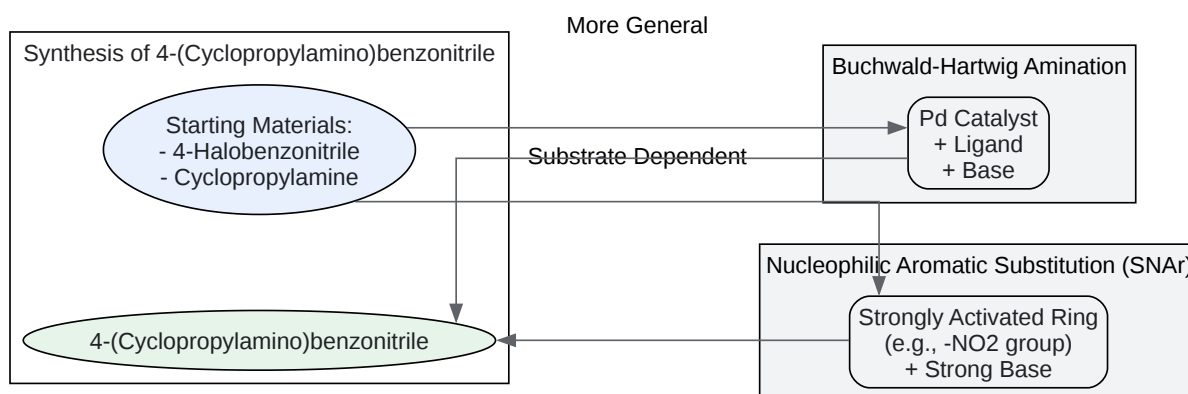 More General
Synthesis of 4-(Cyclopropylamino)benzonitrile
Starting Materials:
- 4-Halobenzonitrile
- Cyclopropylamine
Buchwald-Hartwig Amination
Pd Catalyst
+ Ligand
+ Base
Substrate Dependent
Nucleophilic Aromatic Substitution (SNAr)
Strongly Activated Ring
(e.g., -NO2 group)
+ Strong Base
4-(Cyclopropylamino)benzonitrile